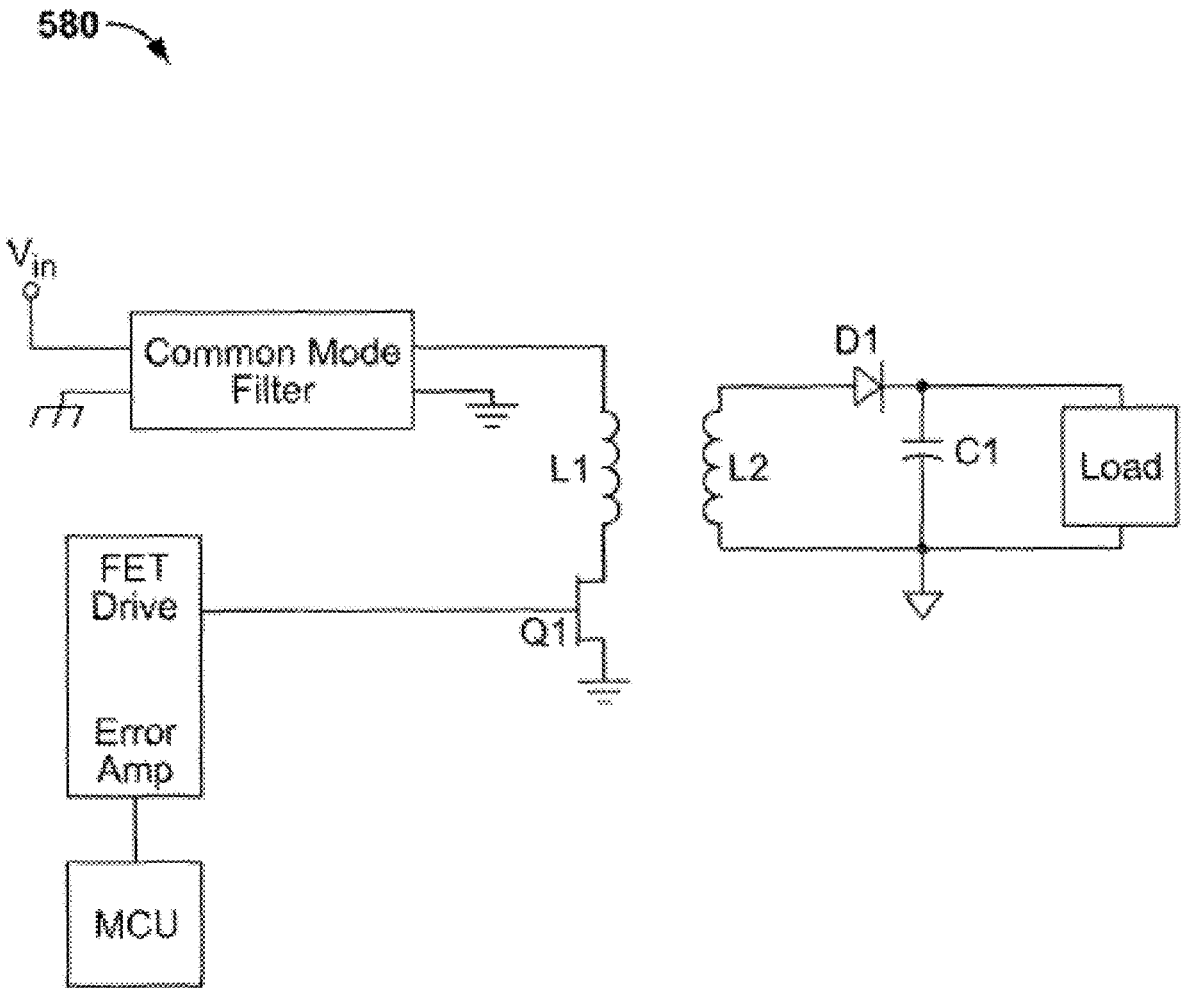 580
Vin
Common Mode
Filter
D1
L1
L2
C1
Load
FET
Drive
Q1
Error
Amp
MCU